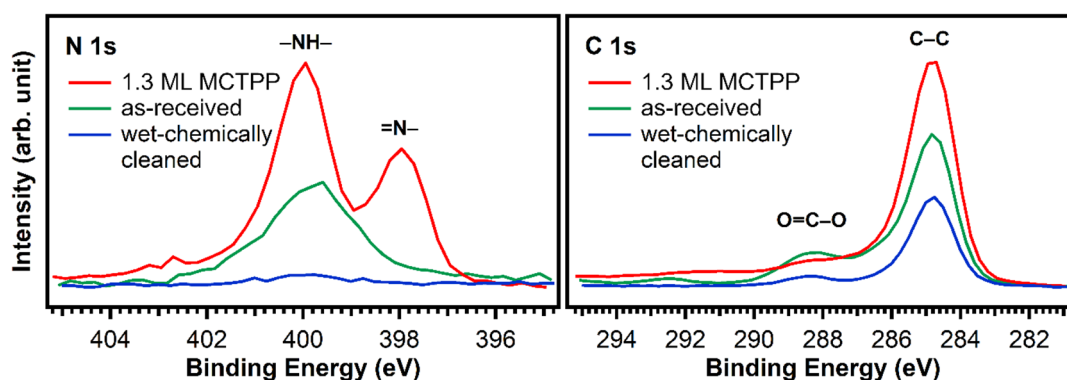 N 1s
–NH–
=N–
1.3 ML MCTPP
as-received
wet-chemically
cleaned
Intensity (arb. unit)
404 402 400 398 396
Binding Energy (eV)
C 1s
C–C
O=C–O
1.3 ML MCTPP
as-received
wet-chemically
cleaned
294 292 290 288 286 284 282
Binding Energy (eV)